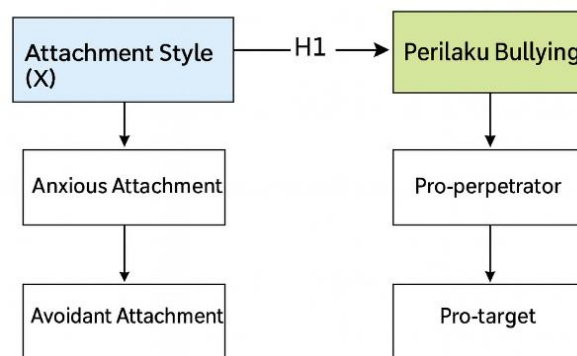 Attachment Style
(X)
H1
Perilaku Bullying
Anxious Attachment
Pro-perpetrator
Avoidant Attachment
Pro-target